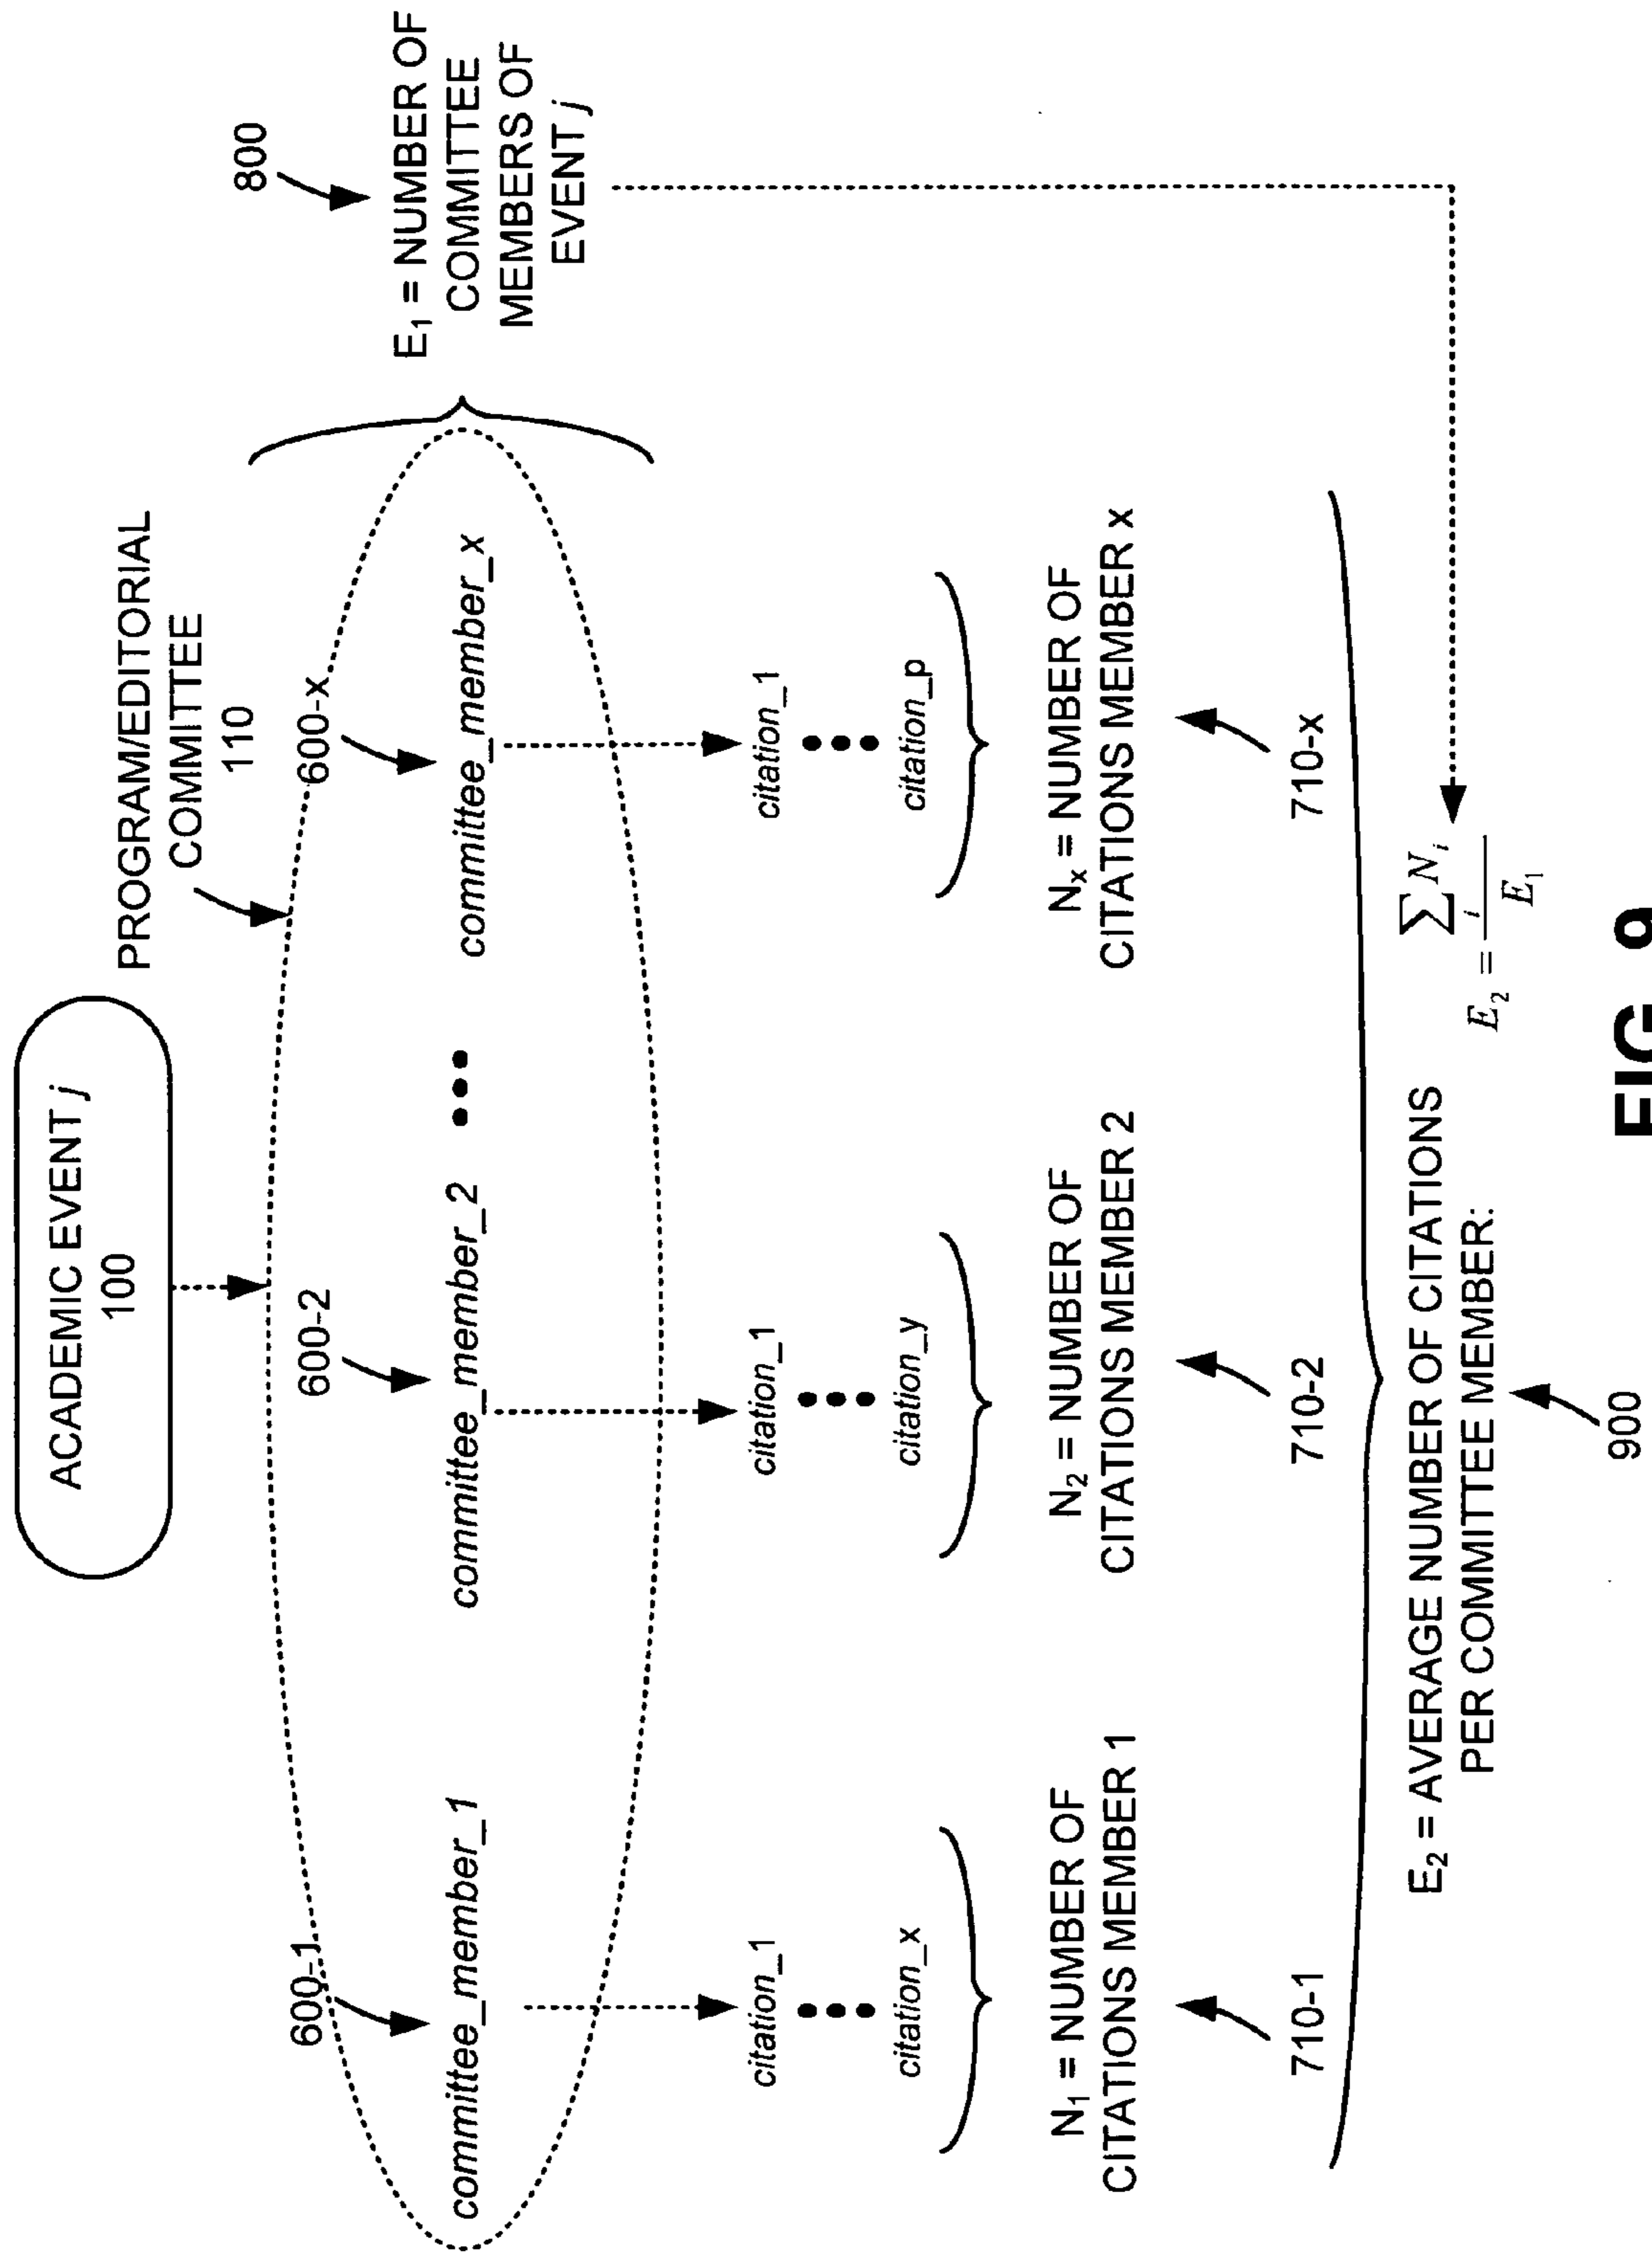 ACADEMIC EVENT j
100
PROGRAM/EDITORIAL
COMMITTEE
110
600-1
600-2
600-x
800
committee_member_1
committee_member_2
committee_member_x
E₁ = NUMBER OF
COMMITTEE
MEMBERS OF
EVENT j
citation_1
citation_x
citation_1
citation_y
citation_1
citation_p
N₁ = NUMBER OF
CITATIONS MEMBER 1
N₂ = NUMBER OF
CITATIONS MEMBER 2
Nₓ = NUMBER OF
CITATIONS MEMBER x
710-1
710-2
710-x
E₂ = AVERAGE NUMBER OF CITATIONS
PER COMMITTEE MEMBER:
E₂ = ∑ᵢ Nᵢ / E₁
900
FIG. 9